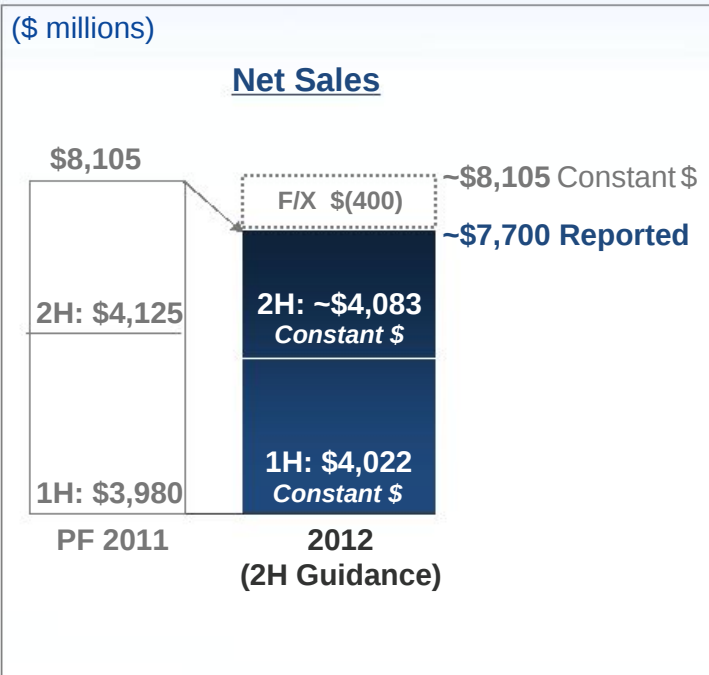 ($ millions)
Net Sales
$8,105
F/X $(400)
~$8,105 Constant $
~$7,700 Reported
2H: $4,125
2H: ~$4,083
Constant $
1H: $3,980
1H: $4,022
Constant $
PF 2011
2012
(2H Guidance)